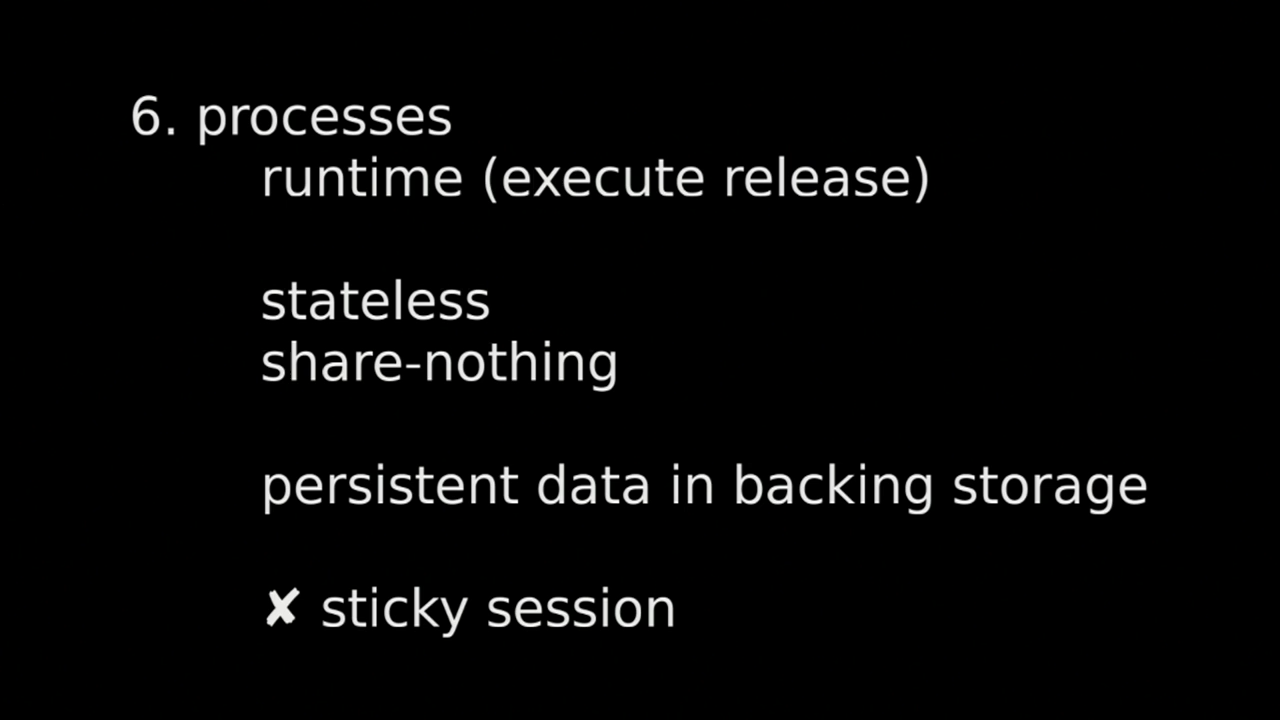 6. processes
runtime (execute release)
stateless
share-nothing
persistent data in backing storage
✘ sticky session